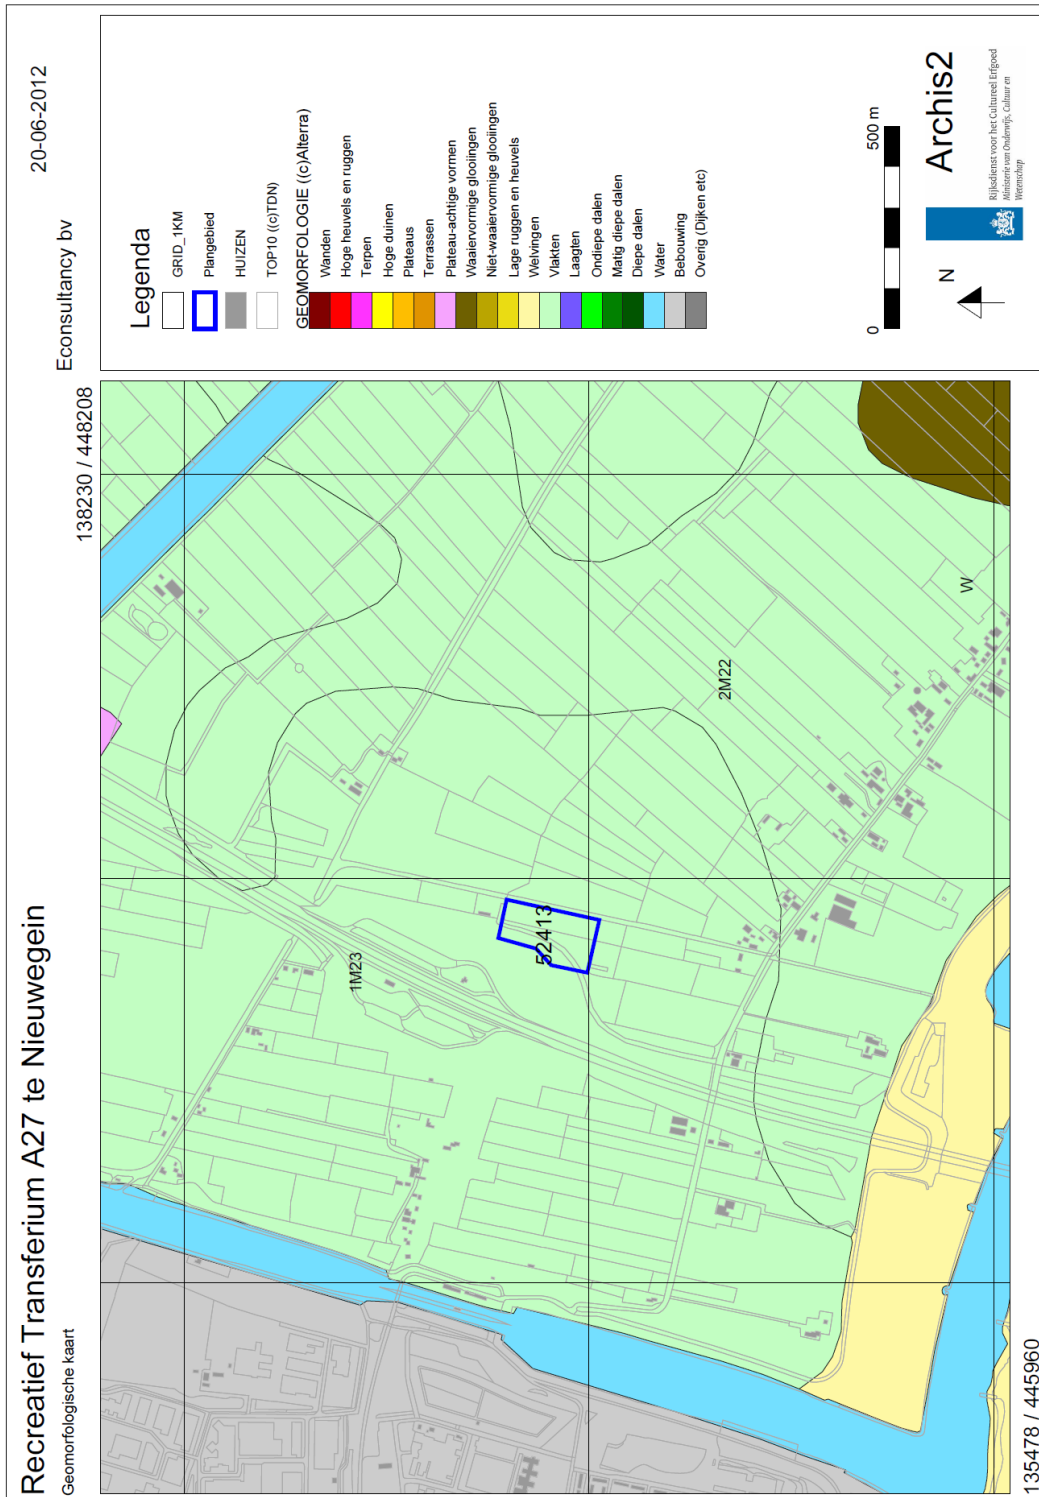 Recreatief Transferium A27 te Nieuwegein
Geomorfologische kaart
20-06-2012
Econsultancy bv
138230 / 448208
1M23
52413
2M22
W
135478 / 445960
Legenda
GRID_1KM
Plangebied
HUIZEN
TOP10 ((c)TDN)
GEOMORFOLOGIE ((c)Alterra)
Wanden
Hoge heuvels en ruggen
Terpen
Hoge duinen
Plateaus
Terrassen
Plateau-achtige vormen
Waaiervormige glooiingen
Niet-waaiervormige glooiingen
Lage ruggen en heuvels
Welvingen
Vlakten
Laagten
Ondiepe dalen
Matig diepe dalen
Diepe dalen
Water
Bebouwing
Overig (Dijken etc)
0 500 m
N
Archis2
Rijksdienst voor het Cultureel Erfgoed
Ministerie van Onderwijs, Cultuur en
Wetenschap